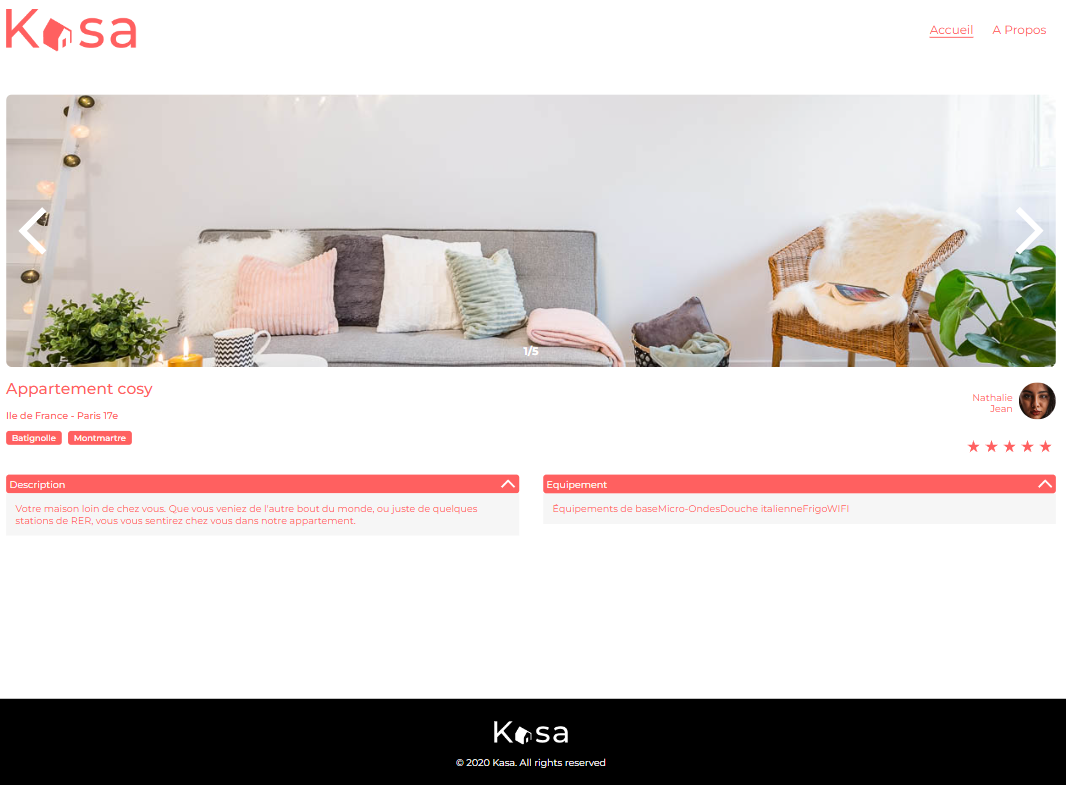 Kasa
Accueil A Propos
1/5
Appartement cosy
Ile de France - Paris 17e
Batignolle Montmartre
Nathalie
Jean
Description
Votre maison loin de chez vous. Que vous veniez de l'autre bout du monde, ou juste de quelques
stations de RER, vous vous sentirez chez vous dans notre appartement.
Equipement
Équipements de baseMicro-OndesDouche italienneFrigoWIFI
Kasa
© 2020 Kasa. All rights reserved